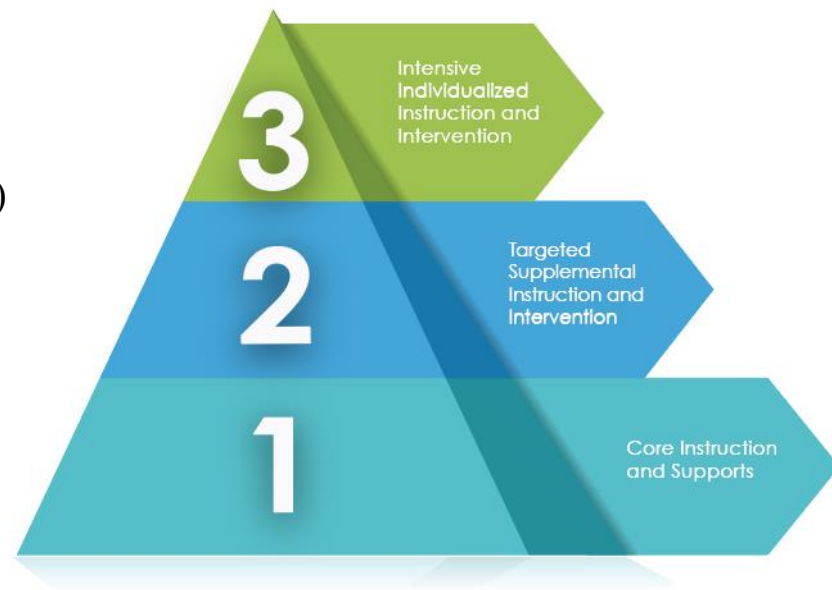 3
Intensive
Individualized
Instruction and
Intervention
)
2
Targeted
Supplemental
Instruction and
Intervention
1
Core Instruction
and Supports